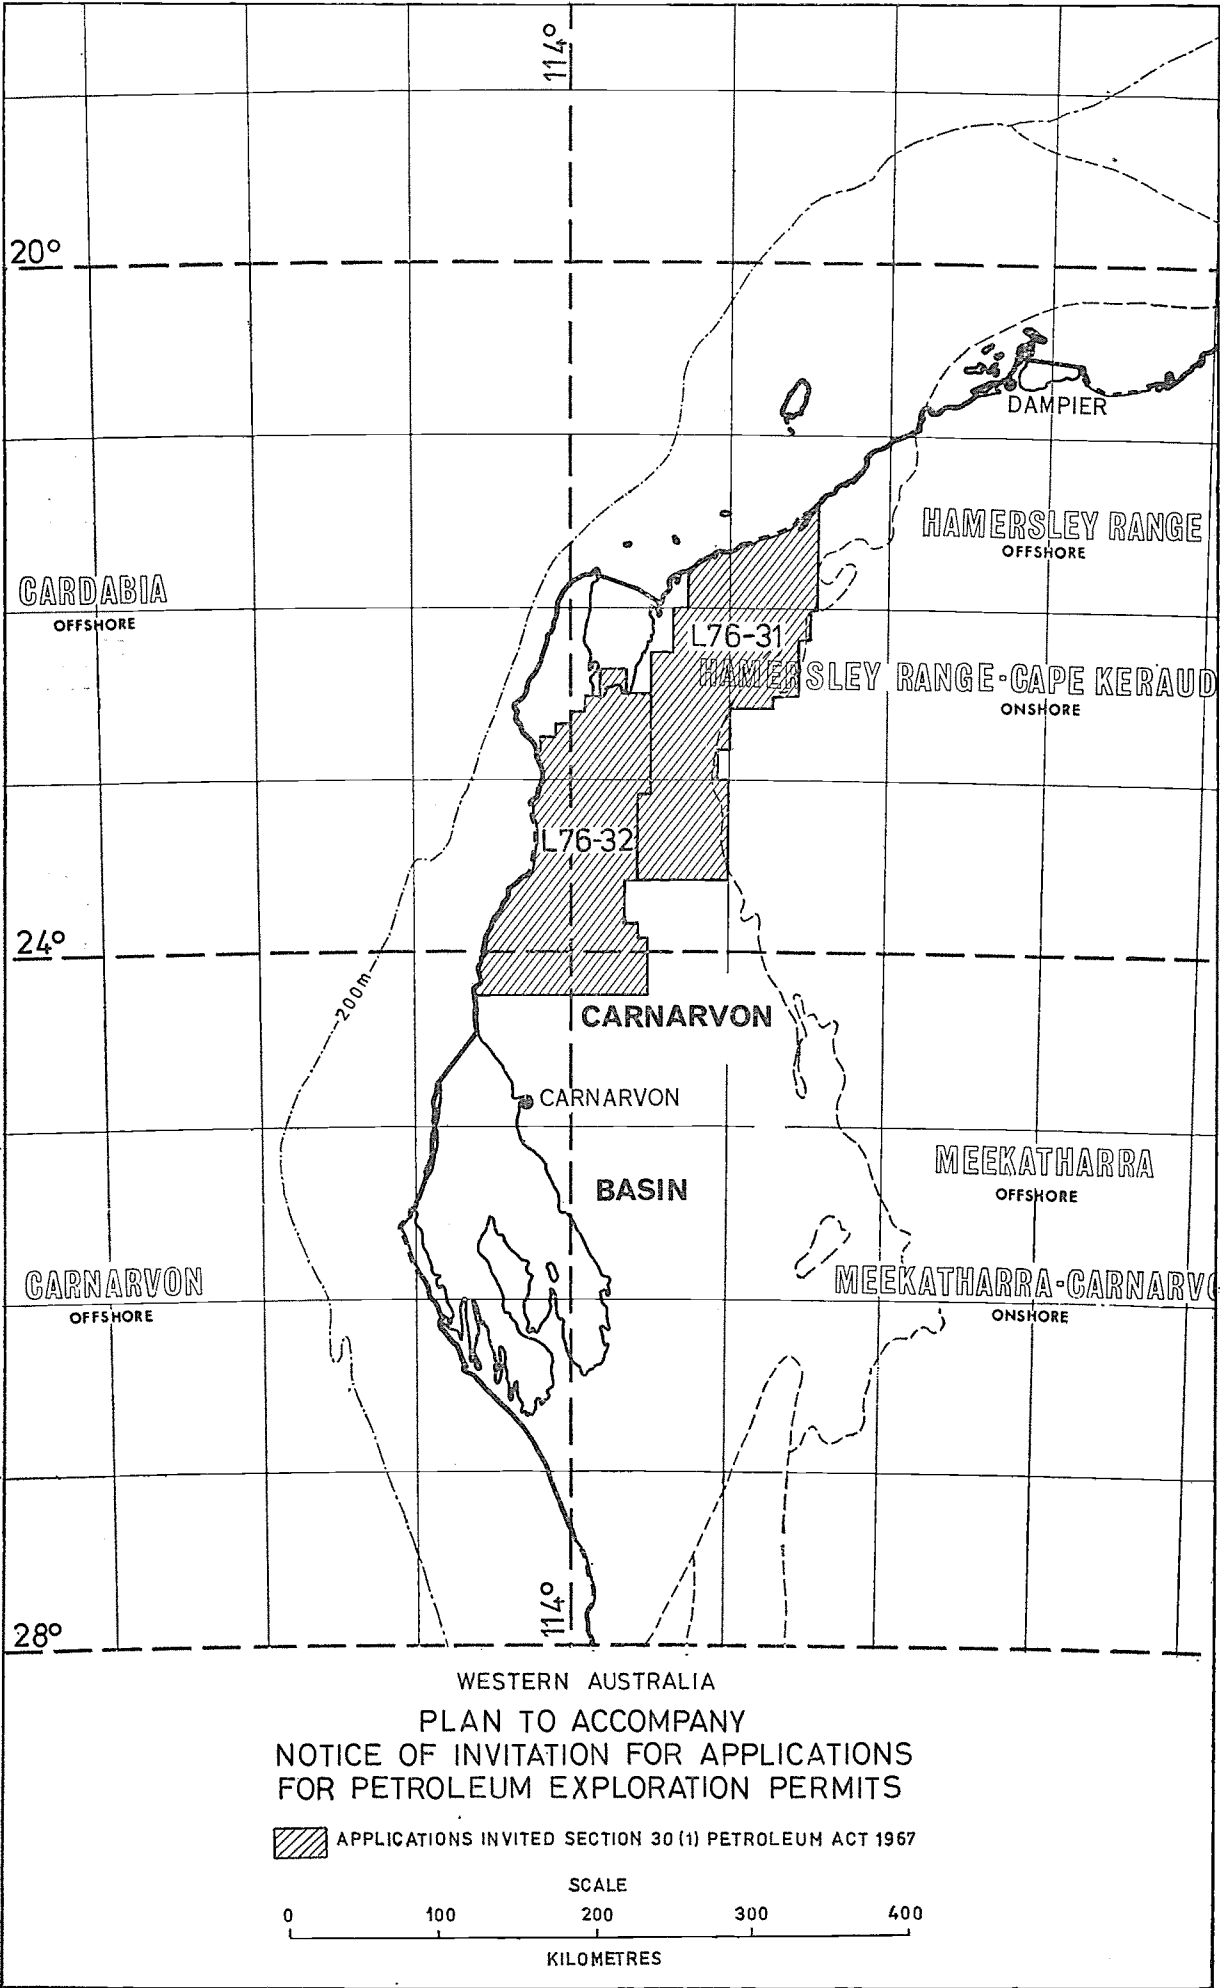 114°
20°
DAMPIER
HAMERSLEY RANGE
OFFSHORE
CARDABIA
OFFSHORE
L76-31
HAMERSLEY RANGE-CAPE KERAUD
ONSHORE
L76-32
24°
200m
CARNARVON
CARNARVON
MEEKATHARRA
OFFSHORE
BASIN
CARNARVON
OFFSHORE
MEEKATHARRA-CARNARVO
ONSHORE
114°
28°
WESTERN AUSTRALIA
PLAN TO ACCOMPANY
NOTICE OF INVITATION FOR APPLICATIONS
FOR PETROLEUM EXPLORATION PERMITS
APPLICATIONS INVITED SECTION 30 (1) PETROLEUM ACT 1967
SCALE
0 100 200 300 400
KILOMETRES